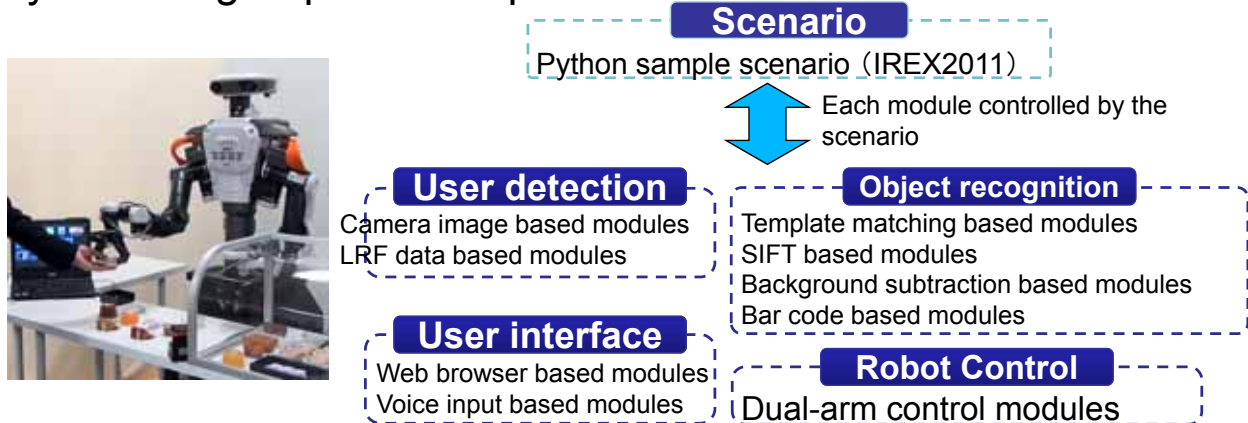 Scenario
Python sample scenario（IREX2011）
Each module controlled by the
scenario
User detection
Camera image based modules
LRF data based modules
Object recognition
Template matching based modules
SIFT based modules
Background subtraction based modules
Bar code based modules
User interface
Web browser based modules
Voice input based modules
Robot Control
Dual-arm control modules